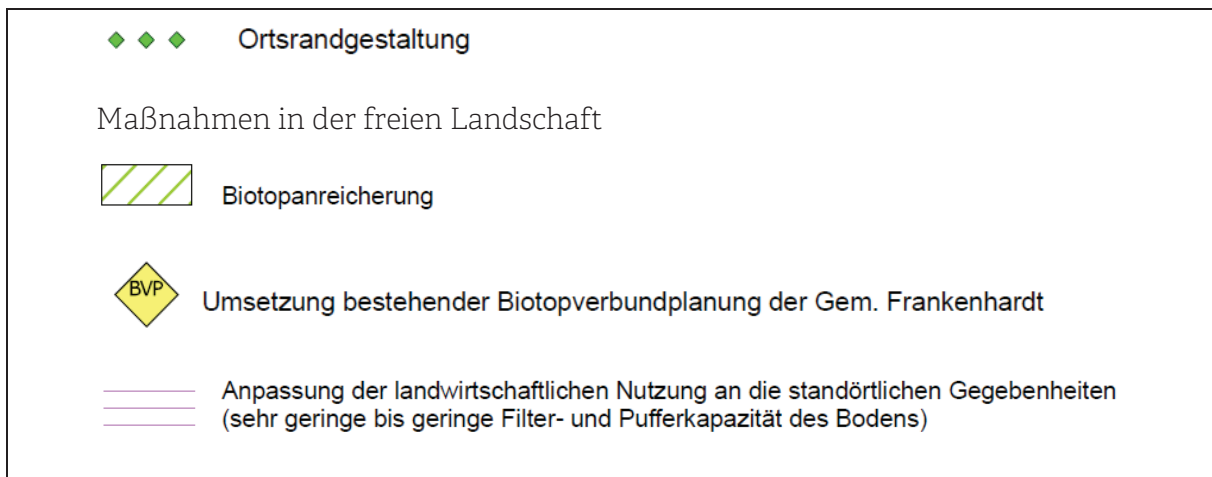 Ortsrandgestaltung
Maßnahmen in der freien Landschaft
Biotopanreicherung
BVP
Umsetzung bestehender Biotopverbundplanung der Gem. Frankenhardt
Anpassung der landwirtschaftlichen Nutzung an die standörtlichen Gegebenheiten
(sehr geringe bis geringe Filter- und Pufferkapazität des Bodens)